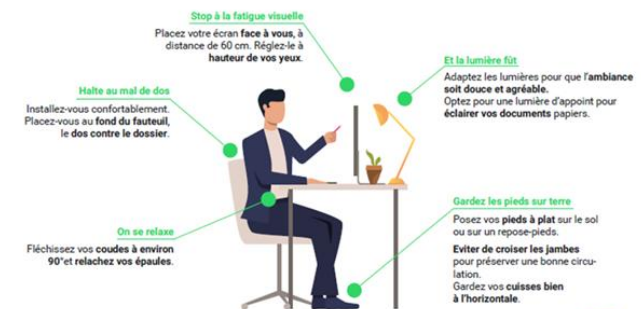 Stop à la fatigue visuelle
Placez votre écran face à vous, à
distance de 60 cm. Réglez-le à
hauteur de vos yeux.
Et la lumière fût
Adaptez les lumières pour que l'ambiance
soit douce et agréable.
Optez pour une lumière d'appoint pour
éclairer vos documents papiers.
Halte au mal de dos
Installez-vous confortablement.
Placez-vous au fond du fauteuil,
le dos contre le dossier.
On se relaxe
Fléchissez vos coudes à environ
90°et relachez vos épaules.
Gardez les pieds sur terre
Posez vos pieds à plat sur le sol
ou sur un repose-pieds.
Eviter de croiser les jambes
pour préserver une bonne circu-
lation.
Gardez vos cuisses bien
à l'horizontale.